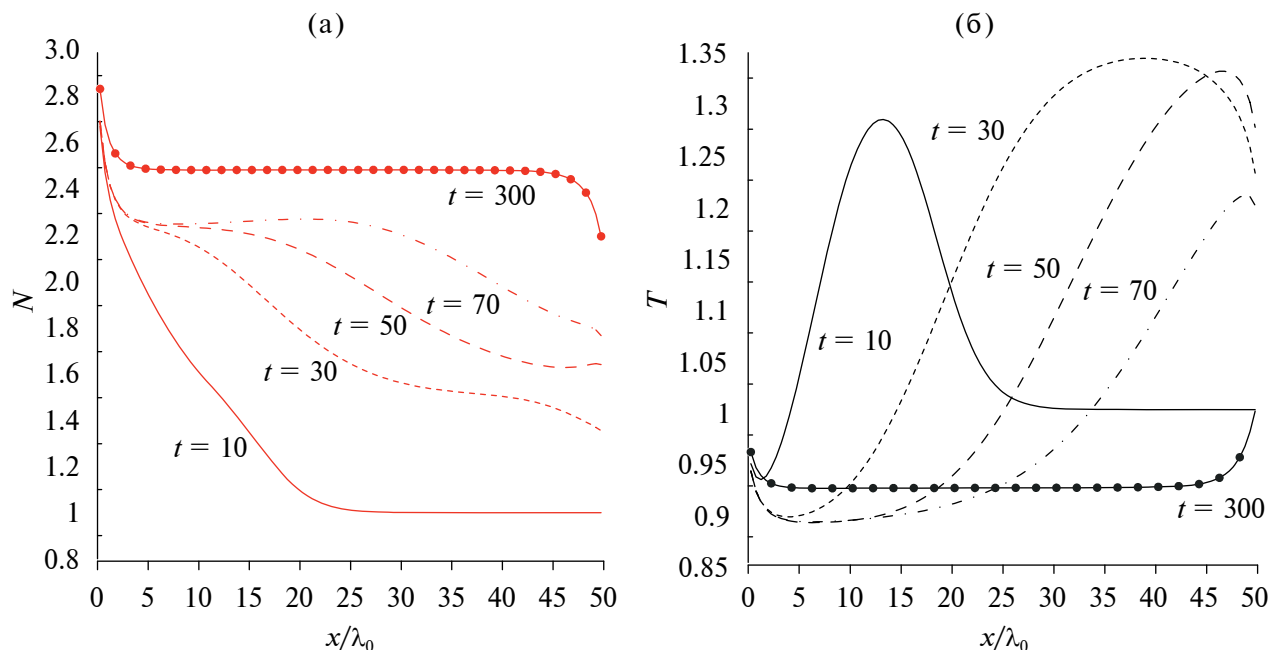 (а)
3.0
2.8
2.6
2.4
2.2
2.0
1.8
1.6
1.4
1.2
1
0.8
N
t = 300
t = 70
t = 50
t = 30
t = 10
0 5 10 15 20 25 30 35 40 45 50
x/λ₀
(б)
1.35
1.3
1.25
1.2
1.15
1.1
1.05
1
0.95
0.9
0.85
T
t = 30
t = 50
t = 70
t = 10
t = 300
0 5 10 15 20 25 30 35 40 45 50
x/λ₀